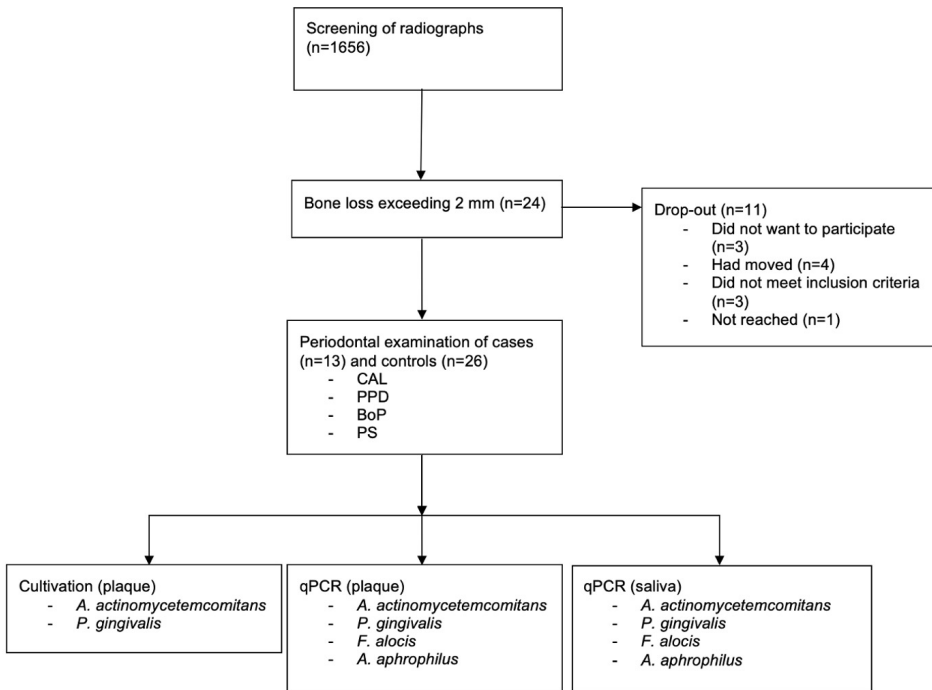 Screening of radiographs
(n=1656)
Bone loss exceeding 2 mm (n=24)
Drop-out (n=11)
- Did not want to participate
(n=3)
- Had moved (n=4)
- Did not meet inclusion criteria
(n=3)
- Not reached (n=1)
Periodontal examination of cases
(n=13) and controls (n=26)
- CAL
- PPD
- BoP
- PS
Cultivation (plaque)
- A. actinomycetemcomitans
- P. gingivalis
qPCR (plaque)
- A. actinomycetemcomitans
- P. gingivalis
- F. alocis
- A. aphrophilus
qPCR (saliva)
- A. actinomycetemcomitans
- P. gingivalis
- F. alocis
- A. aphrophilus